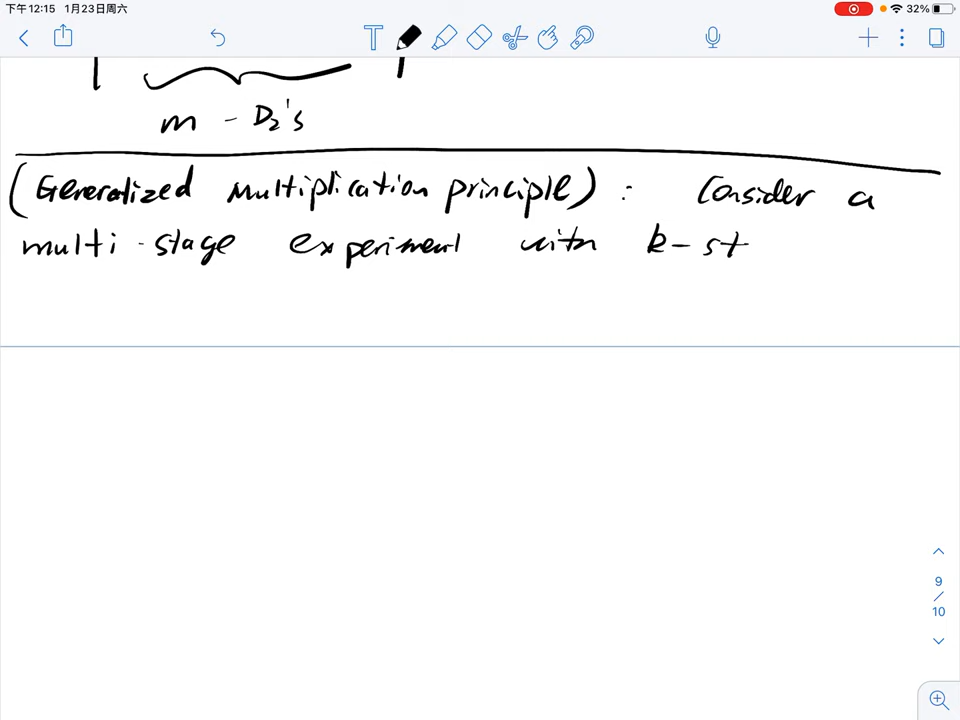 下午12:15 1月23日周六 32%
m - D₂'s
(Generalized multiplication principle) : Consider a
multi-stage experiment with k-st
9
/
10